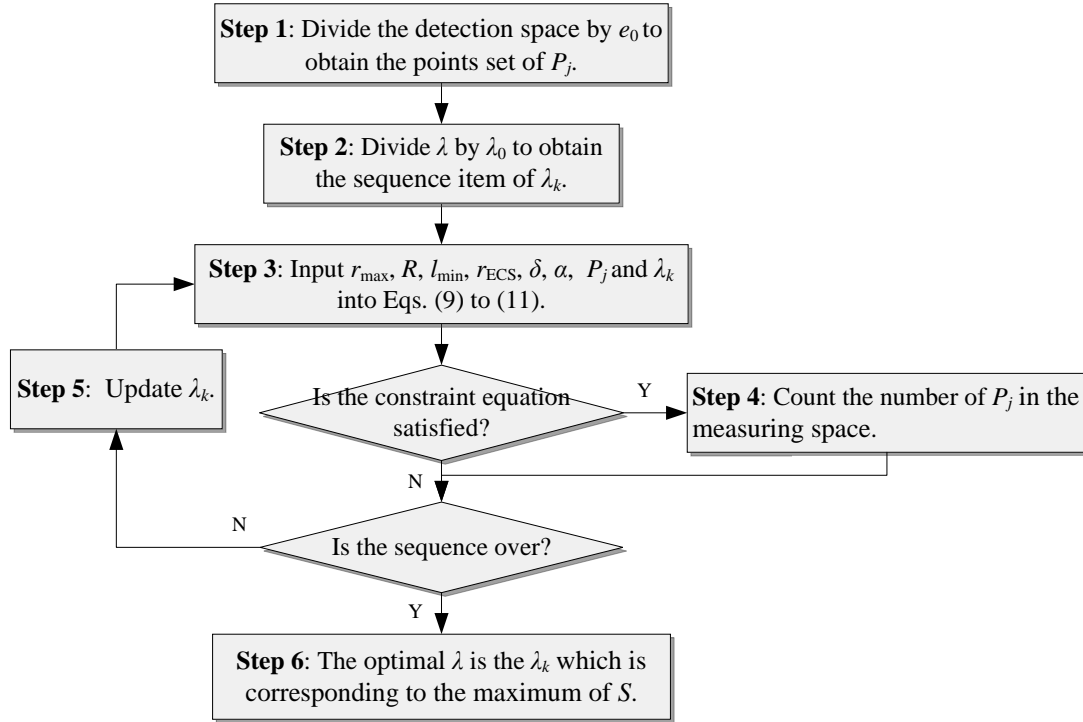 Step 1: Divide the detection space by e₀ to
obtain the points set of Pⱼ.
Step 2: Divide λ by λ₀ to obtain
the sequence item of λₖ.
Step 3: Input r_max, R, l_min, r_ECS, δ, α, Pⱼ and λₖ
into Eqs. (9) to (11).
Step 5: Update λₖ.
Is the constraint equation
satisfied?
Y
Step 4: Count the number of Pⱼ in the
measuring space.
N
N
Is the sequence over?
Y
Step 6: The optimal λ is the λₖ which is
corresponding to the maximum of S.